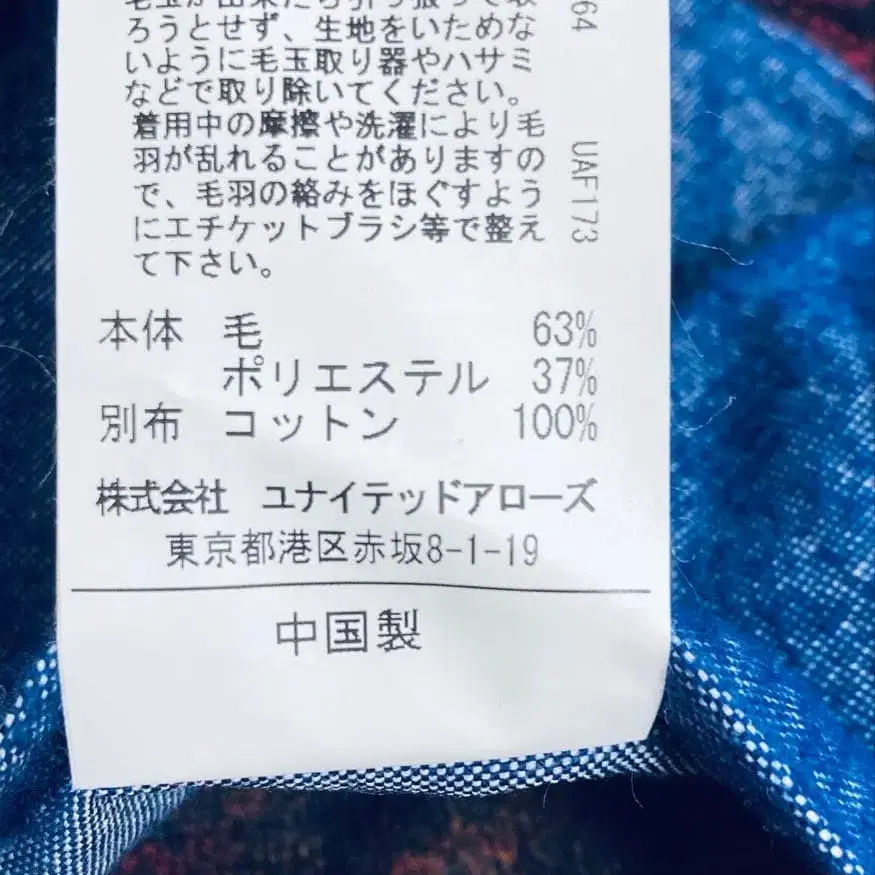 ろうとせず、生地をいためな
いように毛玉取り器やハサミ
などで取り除いてください。
着用中の摩擦や洗濯により毛
羽が乱れることがありますの
で、毛羽の絡みをほぐすよう
にエチケットブラシ等で整え
て下さい。
本体 毛 63%
ポリエステル 37%
別布 コットン 100%
株式会社 ユナイテッドアローズ
東京都港区赤坂8-1-19
中国製
64 UAF173